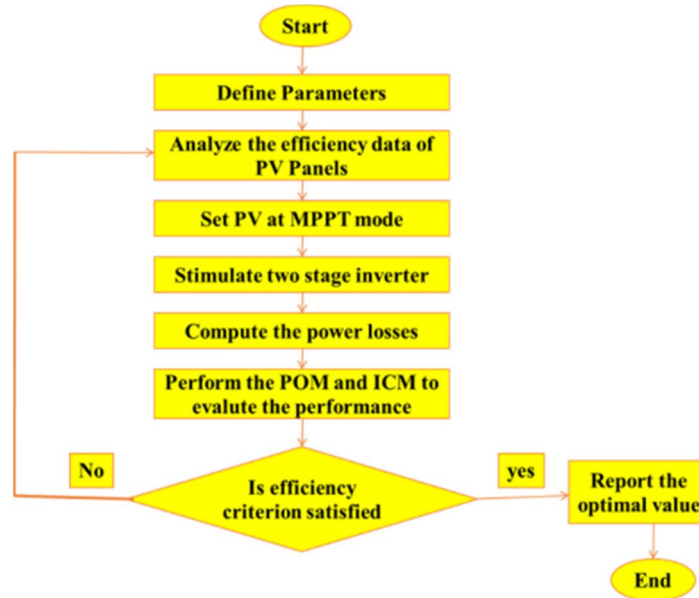 Start
Define Parameters
Analyze the efficiency data of
PV Panels
Set PV at MPPT mode
Stimulate two stage inverter
Compute the power losses
Perform the POM and ICM to
evalute the performance
No
Is efficiency
criterion satisfied
yes
Report the
optimal value
End